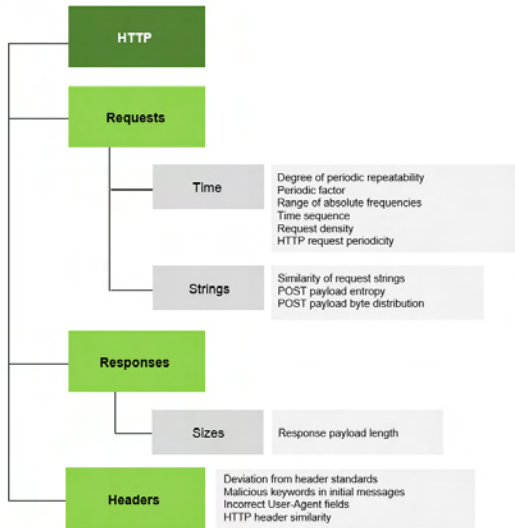 HTTP
Requests
Time
Degree of periodic repeatability
Periodic factor
Range of absolute frequencies
Time sequence
Request density
HTTP request periodicity
Strings
Similarity of request strings
POST payload entropy
POST payload byte distribution
Responses
Sizes
Response payload length
Headers
Deviation from header standards
Malicious keywords in initial messages
Incorrect User-Agent fields
HTTP header similarity